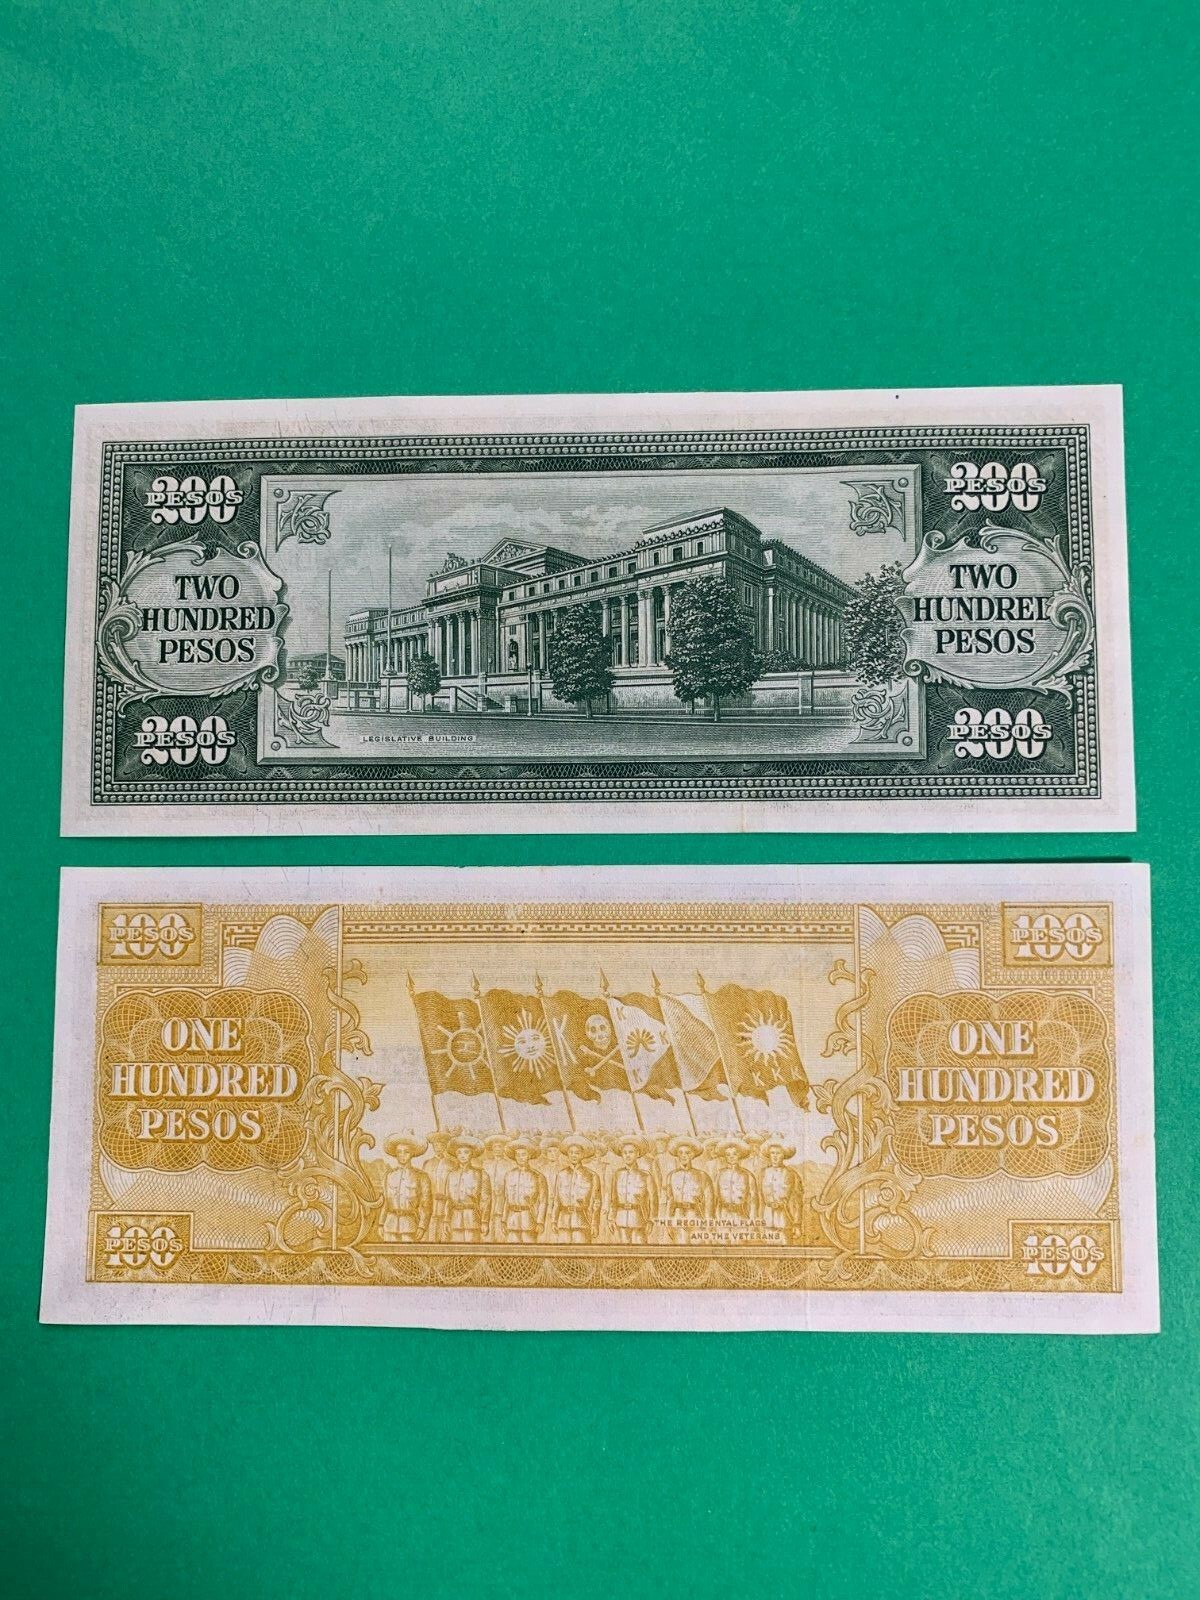 200
PESOS
200
PESOS
TWO
HUNDRED
PESOS
TWO
HUNDRED
PESOS
200
PESOS
LEGISLATIVE BUILDING
200
PESOS
100
PESOS
100
PESOS
ONE
HUNDRED
PESOS
K
K
K
K
K
K K K
ONE
HUNDRED
PESOS
THE REGIMENTAL FLAGS
AND THE VETERANS
100
PESOS
100
PESOS